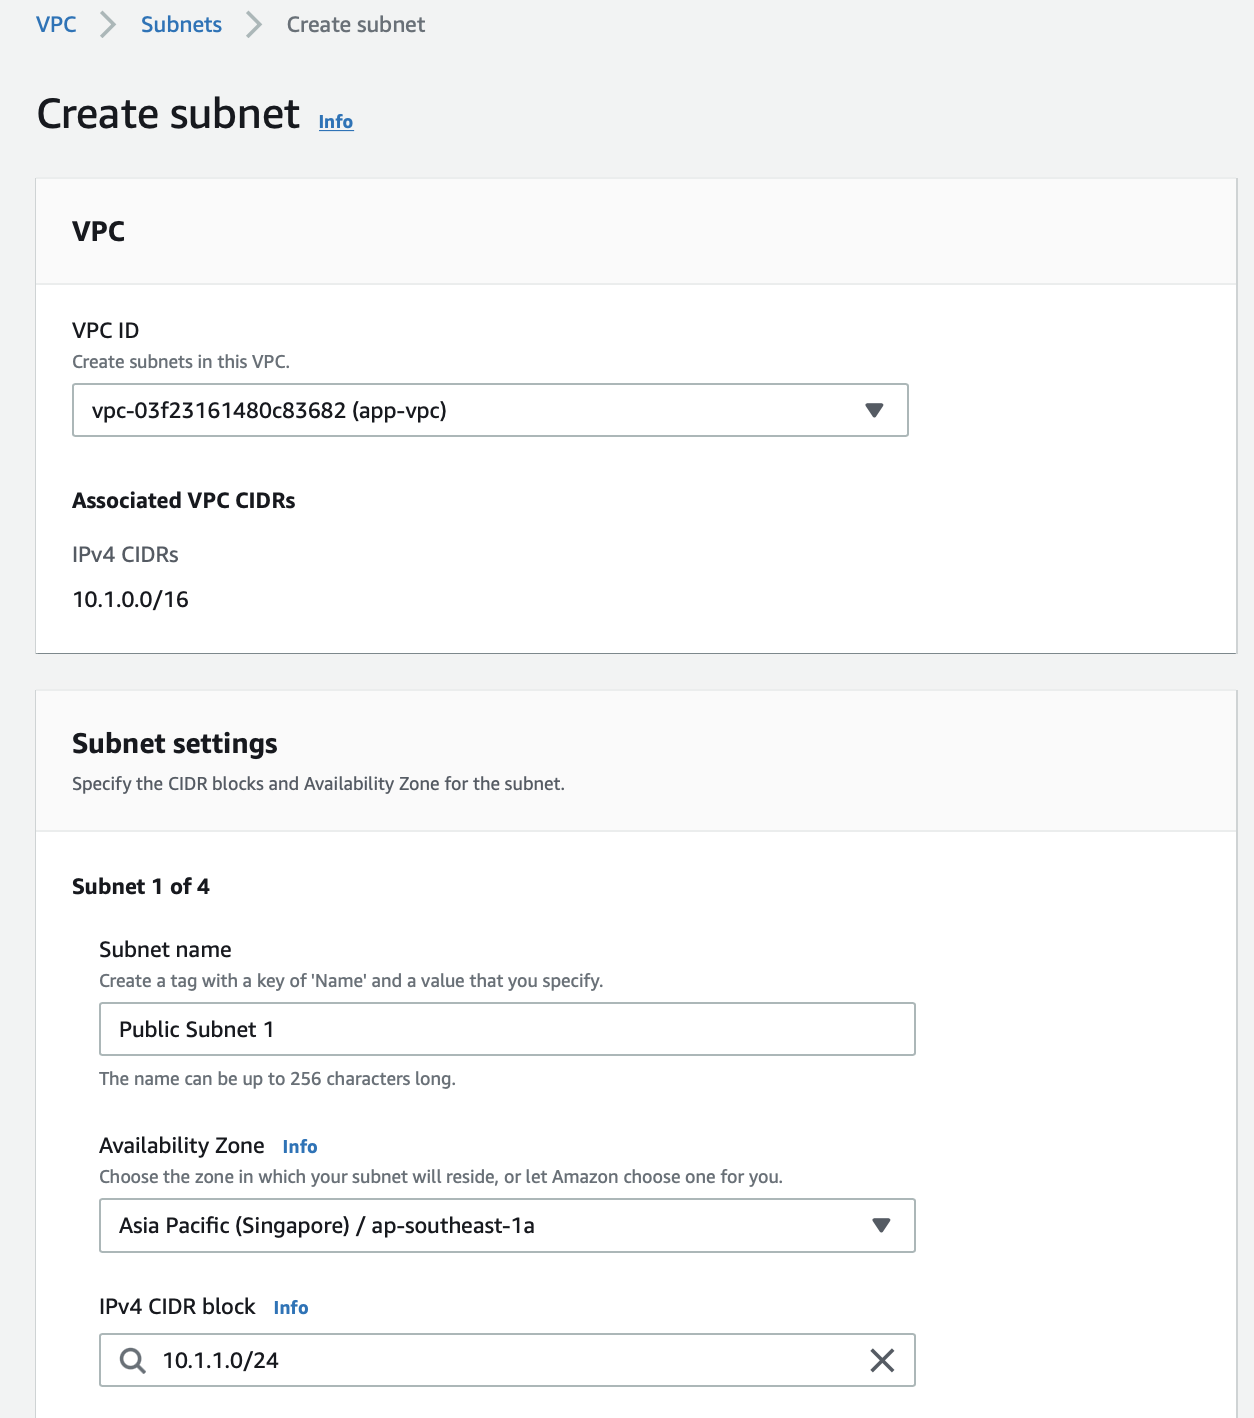 VPC > Subnets > Create subnet
Create subnet Info
VPC
VPC ID
Create subnets in this VPC.
vpc-03f23161480c83682 (app-vpc)
Associated VPC CIDRs
IPv4 CIDRs
10.1.0.0/16
Subnet settings
Specify the CIDR blocks and Availability Zone for the subnet.
Subnet 1 of 4
Subnet name
Create a tag with a key of 'Name' and a value that you specify.
Public Subnet 1
The name can be up to 256 characters long.
Availability Zone Info
Choose the zone in which your subnet will reside, or let Amazon choose one for you.
Asia Pacific (Singapore) / ap-southeast-1a
IPv4 CIDR block Info
10.1.1.0/24